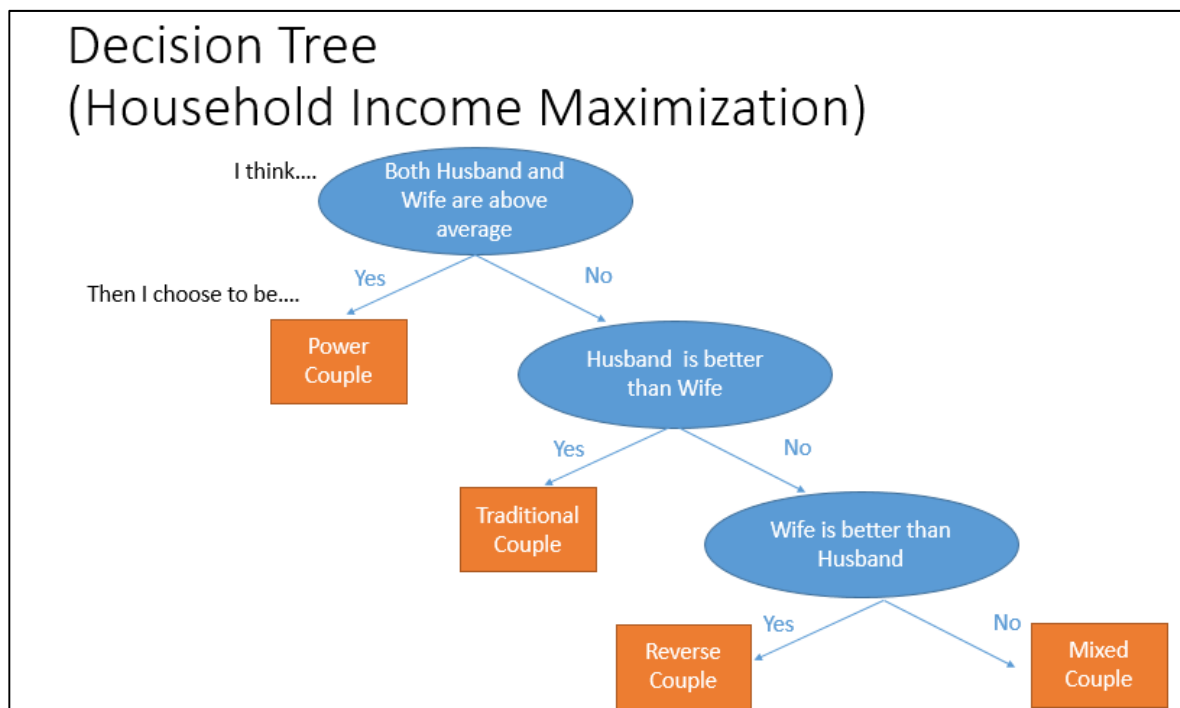 Decision Tree
(Household Income Maximization)
I think....
Both Husband and
Wife are above
average
Yes
No
Then I choose to be....
Power
Couple
Husband is better
than Wife
Yes
No
Traditional
Couple
Wife is better than
Husband
Yes
No
Reverse
Couple
Mixed
Couple